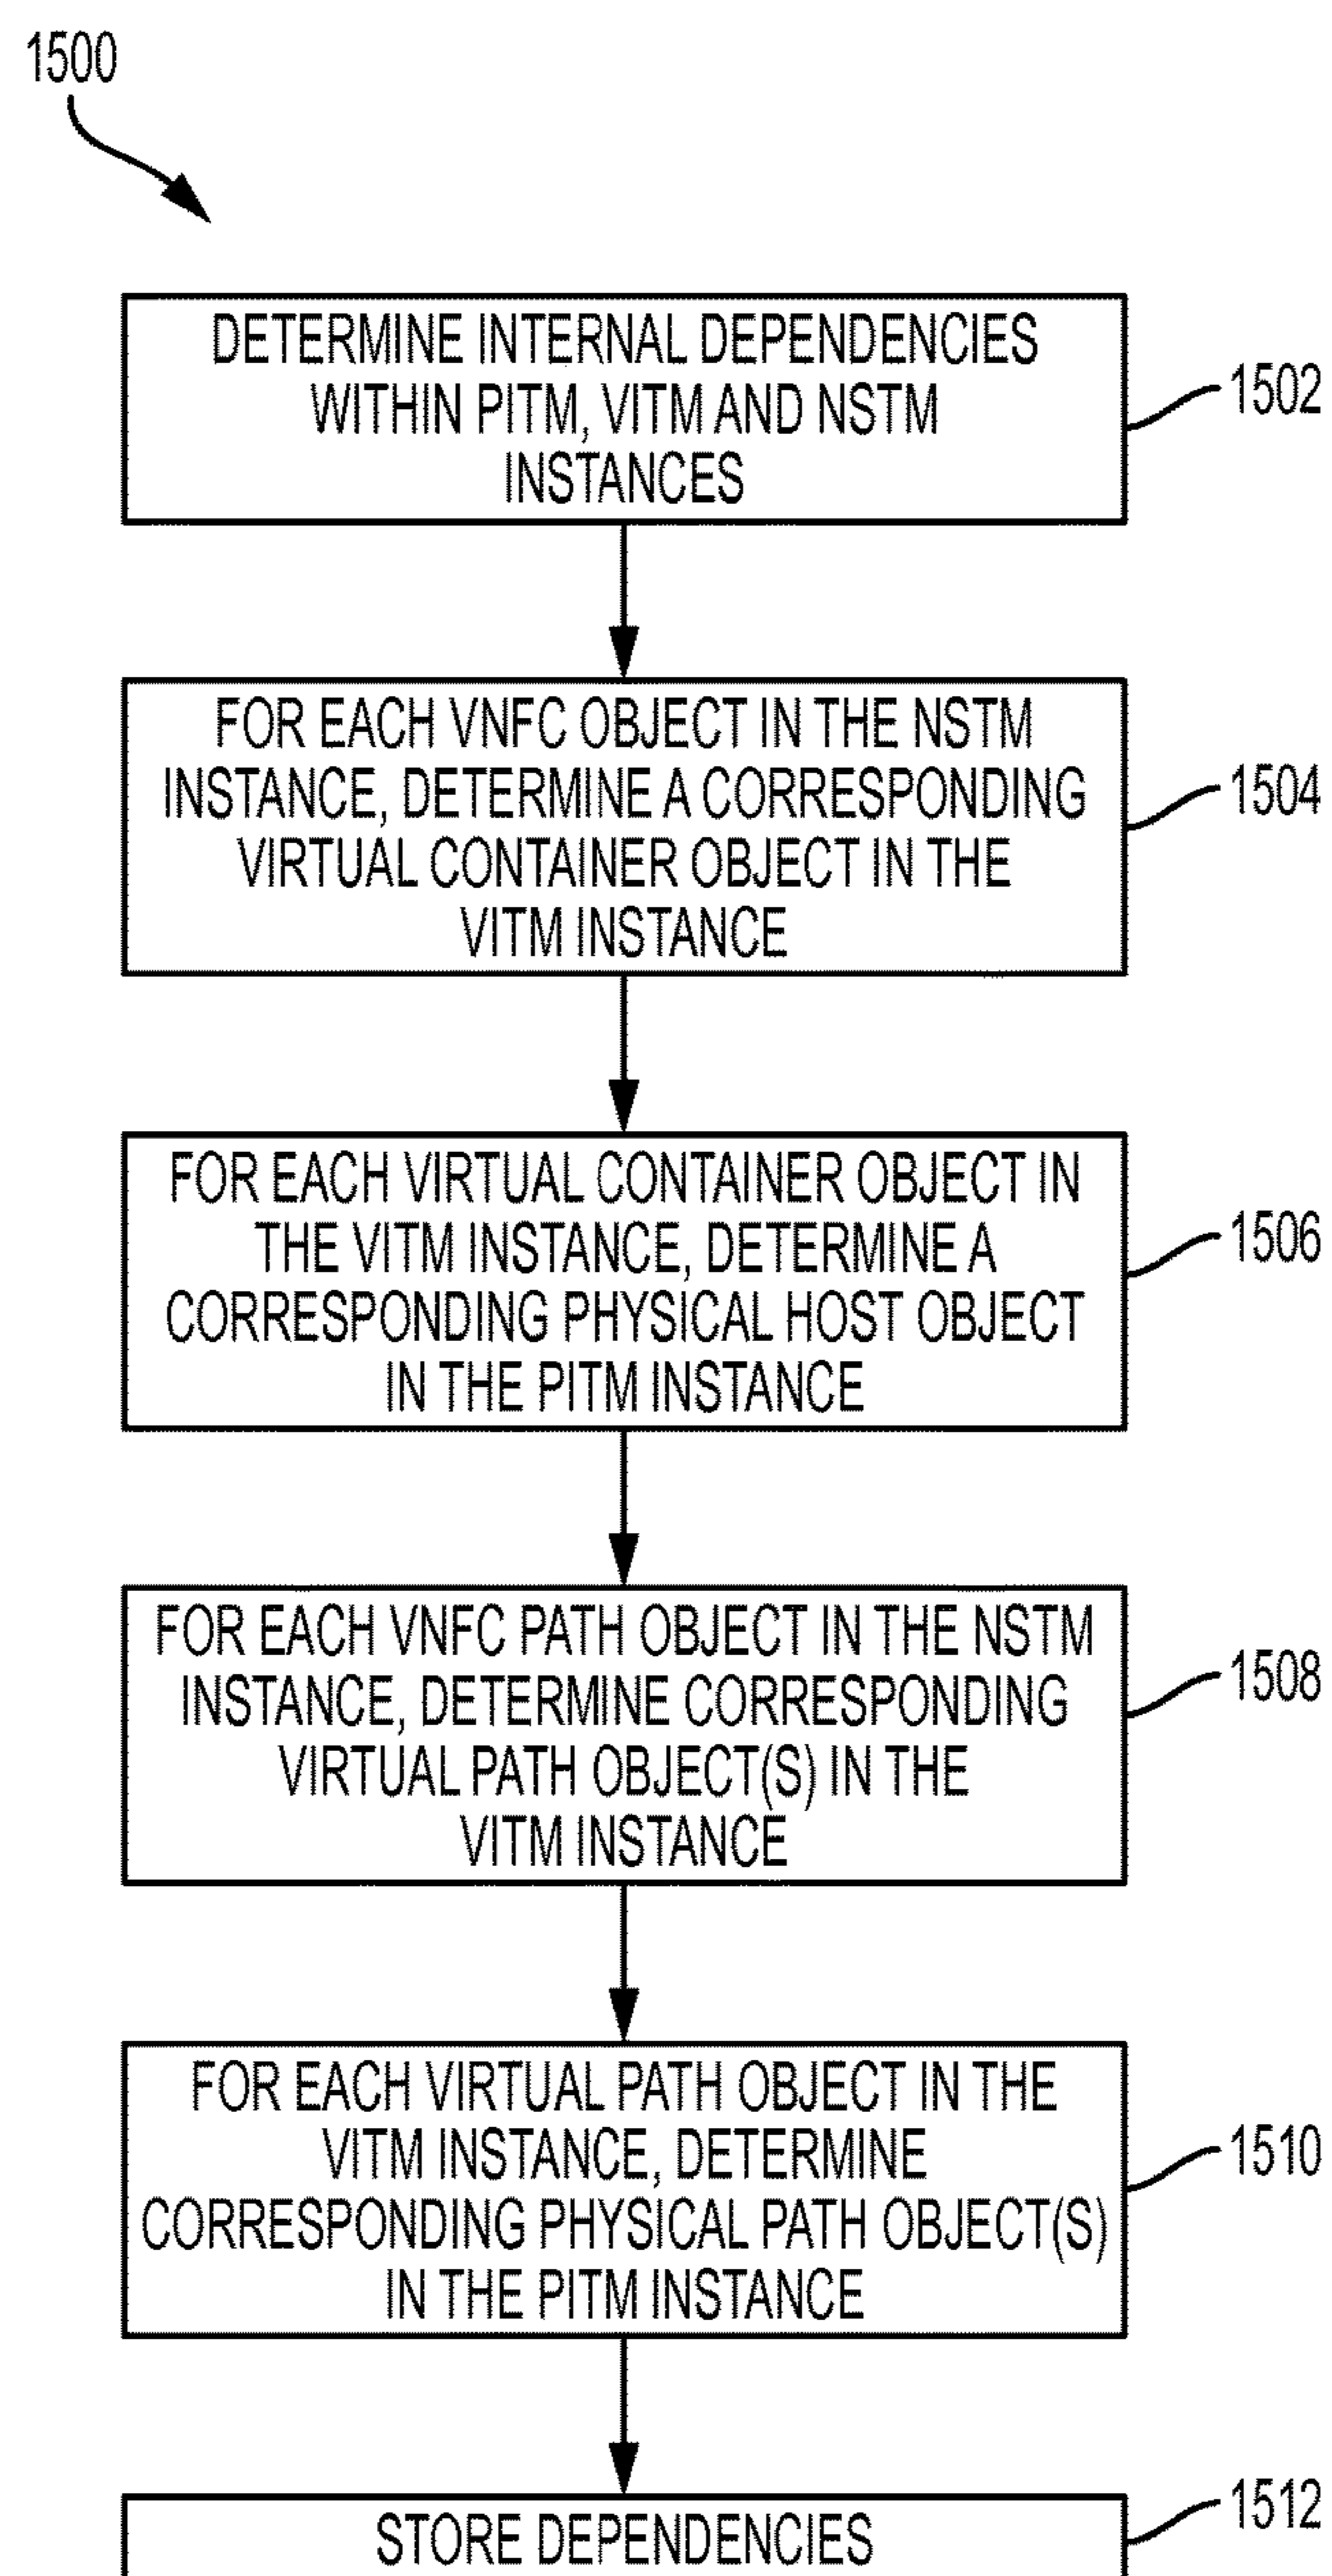 1500
DETERMINE INTERNAL DEPENDENCIES
WITHIN PITM, VITM AND NSTM
INSTANCES
1502
FOR EACH VNFC OBJECT IN THE NSTM
INSTANCE, DETERMINE A CORRESPONDING
VIRTUAL CONTAINER OBJECT IN THE
VITM INSTANCE
1504
FOR EACH VIRTUAL CONTAINER OBJECT IN
THE VITM INSTANCE, DETERMINE A
CORRESPONDING PHYSICAL HOST OBJECT
IN THE PITM INSTANCE
1506
FOR EACH VNFC PATH OBJECT IN THE NSTM
INSTANCE, DETERMINE CORRESPONDING
VIRTUAL PATH OBJECT(S) IN THE
VITM INSTANCE
1508
FOR EACH VIRTUAL PATH OBJECT IN THE
VITM INSTANCE, DETERMINE
CORRESPONDING PHYSICAL PATH OBJECT(S)
IN THE PITM INSTANCE
1510
STORE DEPENDENCIES
1512